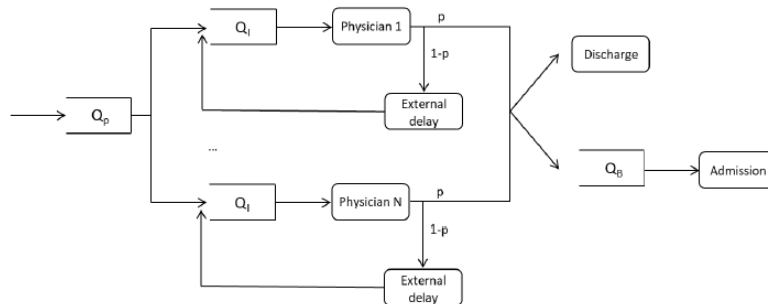 Q_I
Physician 1
p
1-p
Discharge
Q_p
External
delay
...
Q_B
Admission
Q_I
Physician N
p
1-p
External
delay